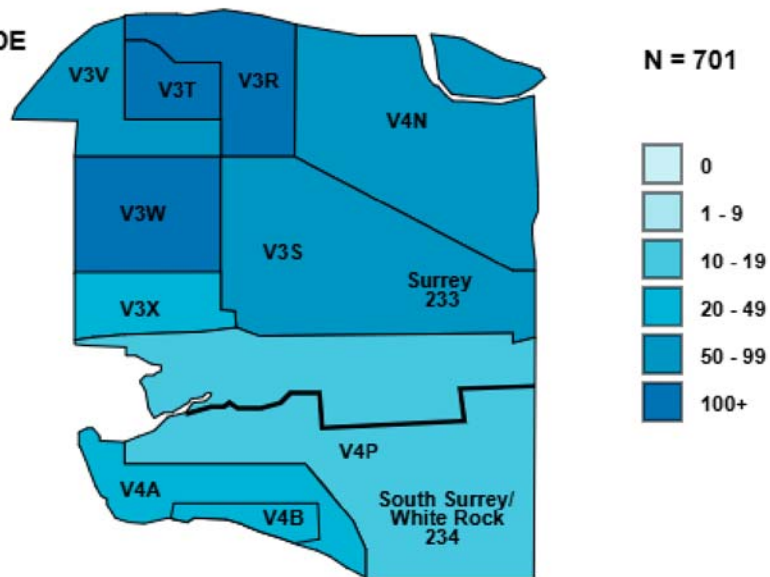 DE
N = 701
V3V
V3T
V3R
V4N
V3W
V3S
V3X
Surrey
233
V4P
V4A
V4B
South Surrey/
White Rock
234
0
1 - 9
10 - 19
20 - 49
50 - 99
100+